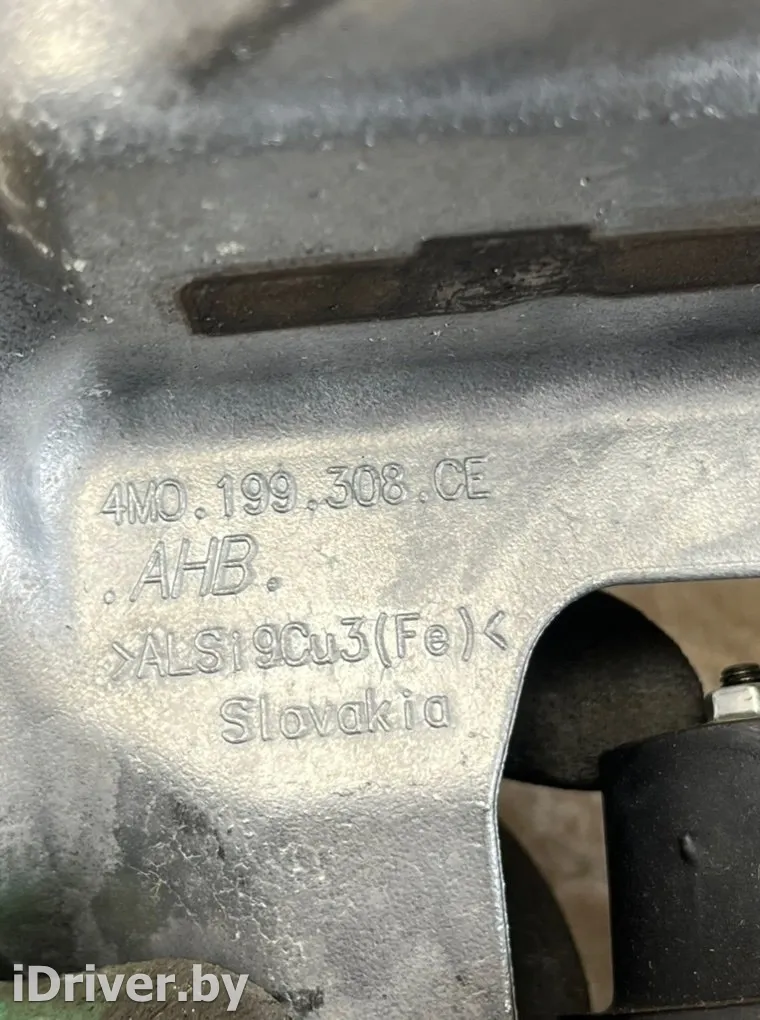 4M0.199.308.CE
.AHB.
>ALSi9Cu3(Fe)<
Slovakia
iDriver.by